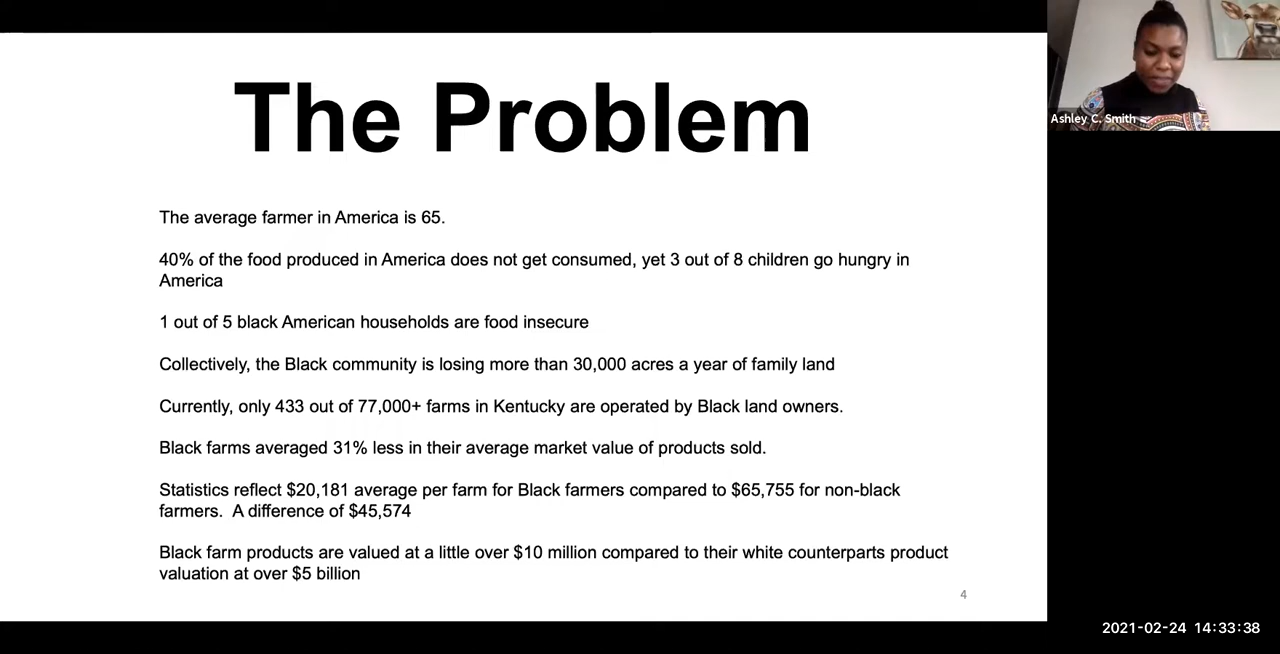 The Problem
The average farmer in America is 65.
40% of the food produced in America does not get consumed, yet 3 out of 8 children go hungry in
America
1 out of 5 black American households are food insecure
Collectively, the Black community is losing more than 30,000 acres a year of family land
Currently, only 433 out of 77,000+ farms in Kentucky are operated by Black land owners.
Black farms averaged 31% less in their average market value of products sold.
Statistics reflect $20,181 average per farm for Black farmers compared to $65,755 for non-black
farmers.  A difference of $45,574
Black farm products are valued at a little over $10 million compared to their white counterparts product
valuation at over $5 billion
4
Ashley C. Smith
2021-02-24 14:33:38